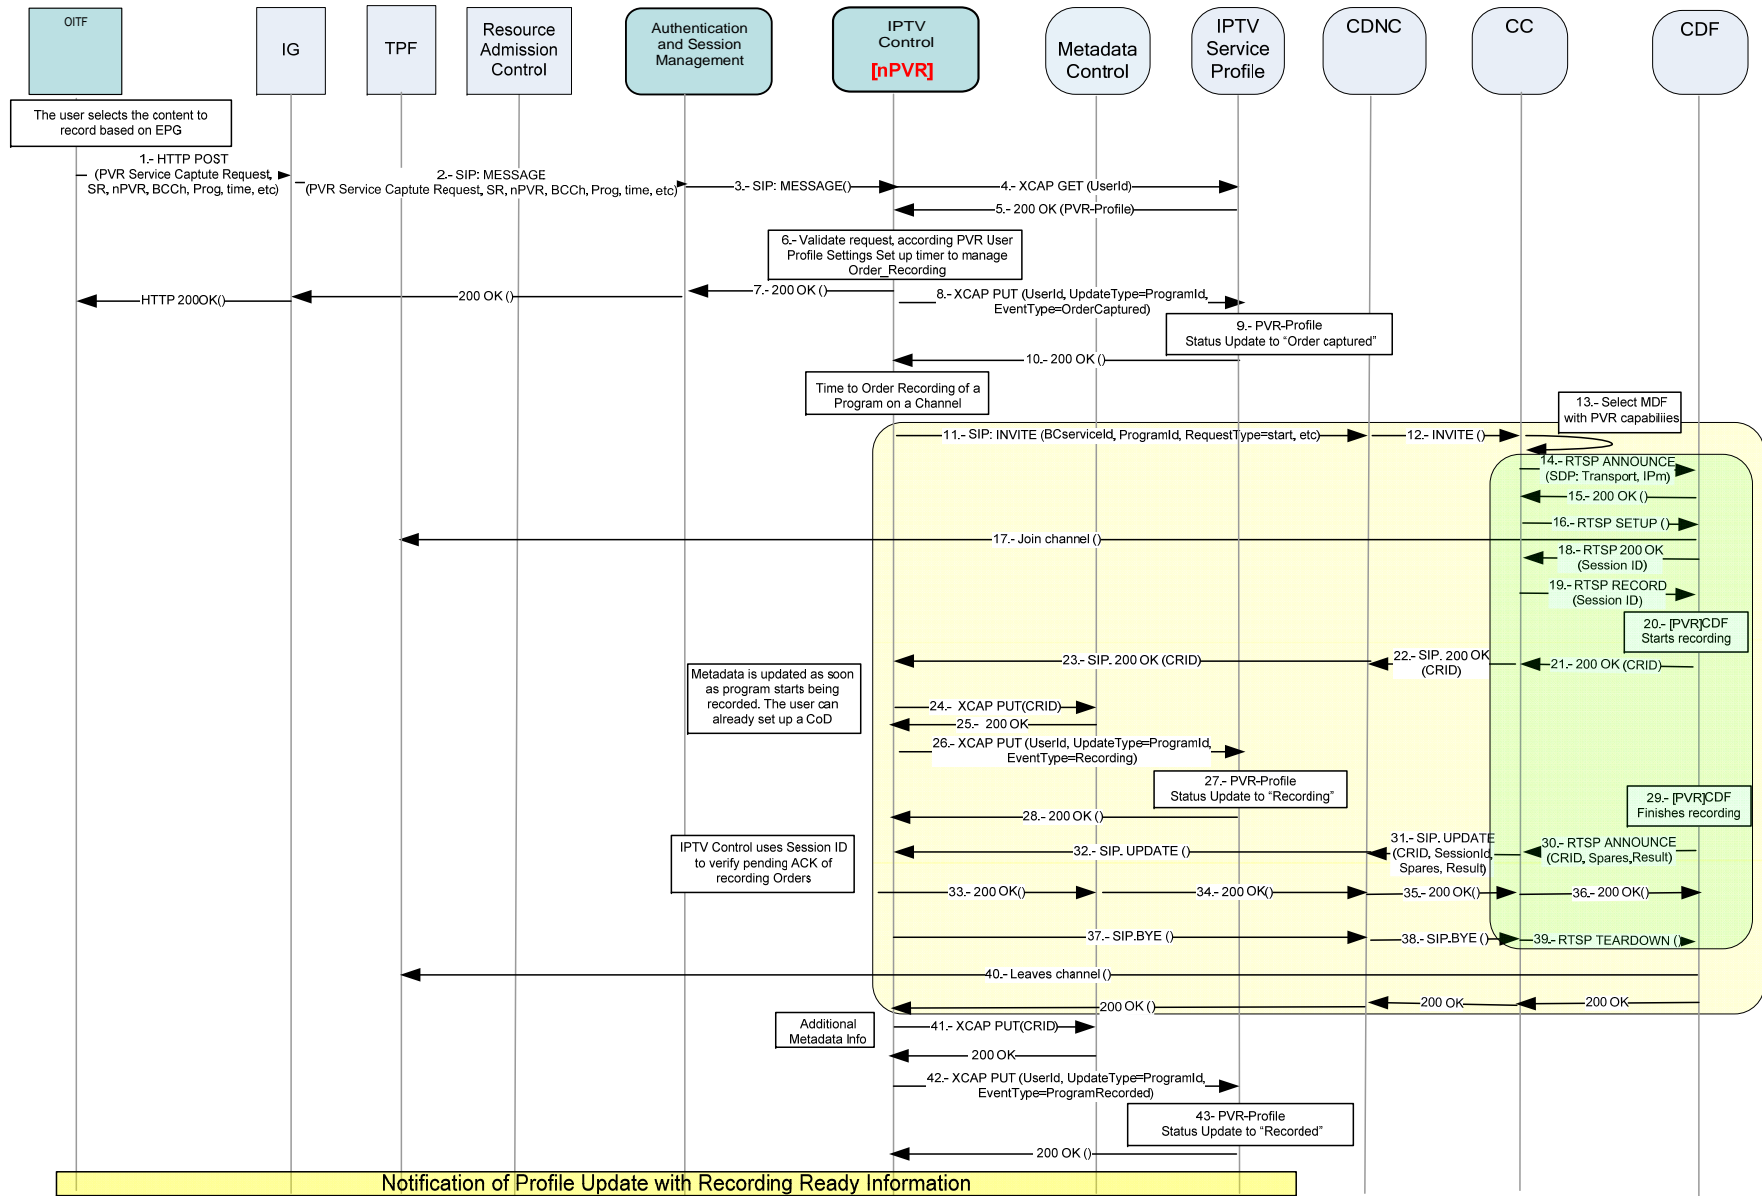 OITF
IG
TPF
Resource
Admission
Control
Authentication
and Session
Management
IPTV
Control
[nPVR]
Metadata
Control
IPTV
Service
Profile
CDNC
CC
CDF
The user selects the content to
record based on EPG
1.- HTTP POST
(PVR Service Captute Request,
SR, nPVR, BCCh, Prog, time, etc)
2.- SIP: MESSAGE
(PVR Service Captute Request, SR, nPVR, BCCh, Prog, time, etc)
3.- SIP: MESSAGE()
4.- XCAP GET (UserId)
5.- 200 OK (PVR-Profile)
6.- Validate request, according PVR User
Profile Settings Set up timer to manage
Order_Recording
7.- 200 OK ()
200 OK ()
HTTP 200OK()
8.- XCAP PUT (UserId, UpdateType=ProgramId,
EventType=OrderCaptured)
9.- PVR-Profile
Status Update to “Order captured”
10.- 200 OK ()
Time to Order Recording of a
Program on a Channel
13.- Select MDF
with PVR capabiliies
11.- SIP: INVITE (BCserviceId, ProgramId, RequestType=start, etc)
12.- INVITE ()
14.- RTSP ANNOUNCE
(SDP: Transport, IPm)
15.- 200 OK ()
16.- RTSP SETUP ()
17.- Join channel ()
18.- RTSP 200 OK
(Session ID)
19.- RTSP RECORD
(Session ID)
20.- [PVR]CDF
Starts recording
21.- 200 OK (CRID)
22.- SIP. 200 OK
(CRID)
23.- SIP. 200 OK (CRID)
Metadata is updated as soon
as program starts being
recorded. The user can
already set up a CoD
24.- XCAP PUT(CRID)
25.- 200 OK
26.- XCAP PUT (UserId, UpdateType=ProgramId,
EventType=Recording)
27.- PVR-Profile
Status Update to “Recording”
28.- 200 OK ()
29.- [PVR]CDF
Finishes recording
30.- RTSP ANNOUNCE
(CRID, Spares,Result)
31.- SIP. UPDATE
(CRID, SessionId,
Spares, Result)
32.- SIP. UPDATE ()
IPTV Control uses Session ID
to verify pending ACK of
recording Orders
33.- 200 OK()
34.- 200 OK()
35.- 200 OK()
36.- 200 OK()
37.- SIP.BYE ()
38.- SIP.BYE ()
39.- RTSP TEARDOWN ()
40.- Leaves channel ()
200 OK ()
200 OK
200 OK
Additional
Metadata Info
41.- XCAP PUT(CRID)
200 OK
42.- XCAP PUT (UserId, UpdateType=ProgramId,
EventType=ProgramRecorded)
43- PVR-Profile
Status Update to “Recorded”
200 OK ()
Notification of Profile Update with Recording Ready Information